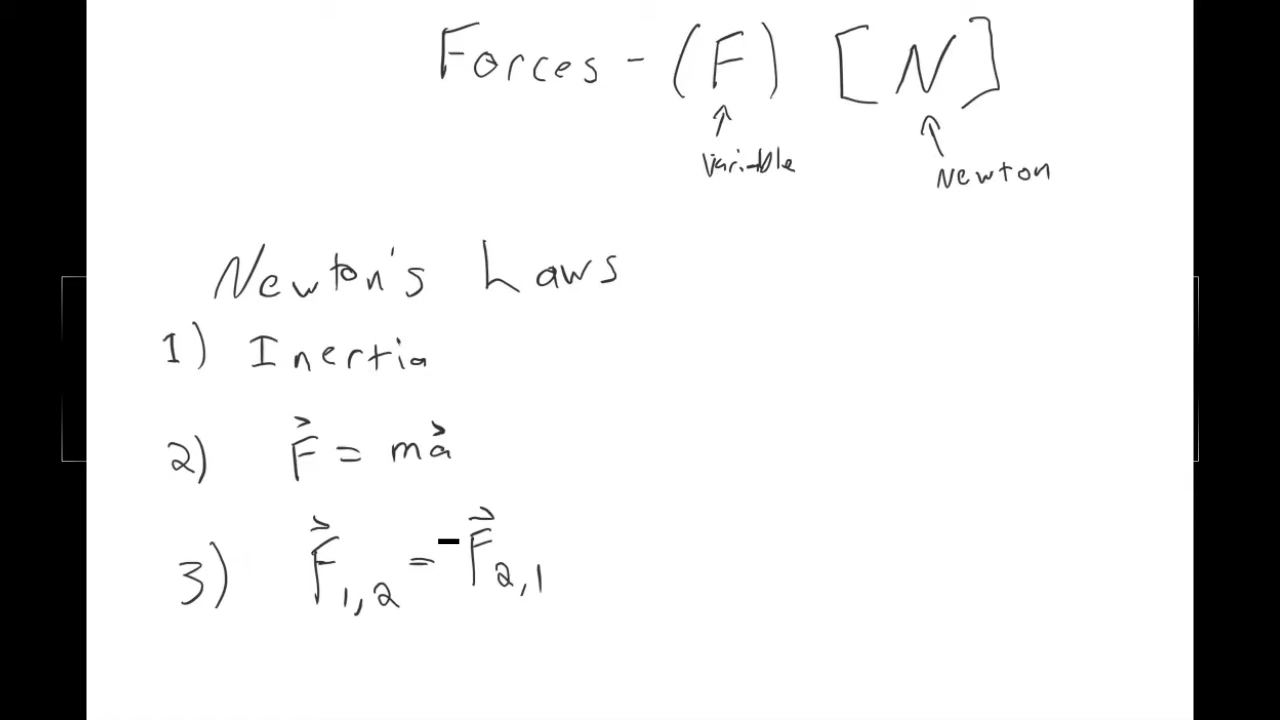 Forces - (F) [N]
↑ ↑
Variable Newton
Newton's Laws
1) Inertia
2) F⃗ = ma⃗
3) F⃗₁,₂ = -F⃗₂,₁